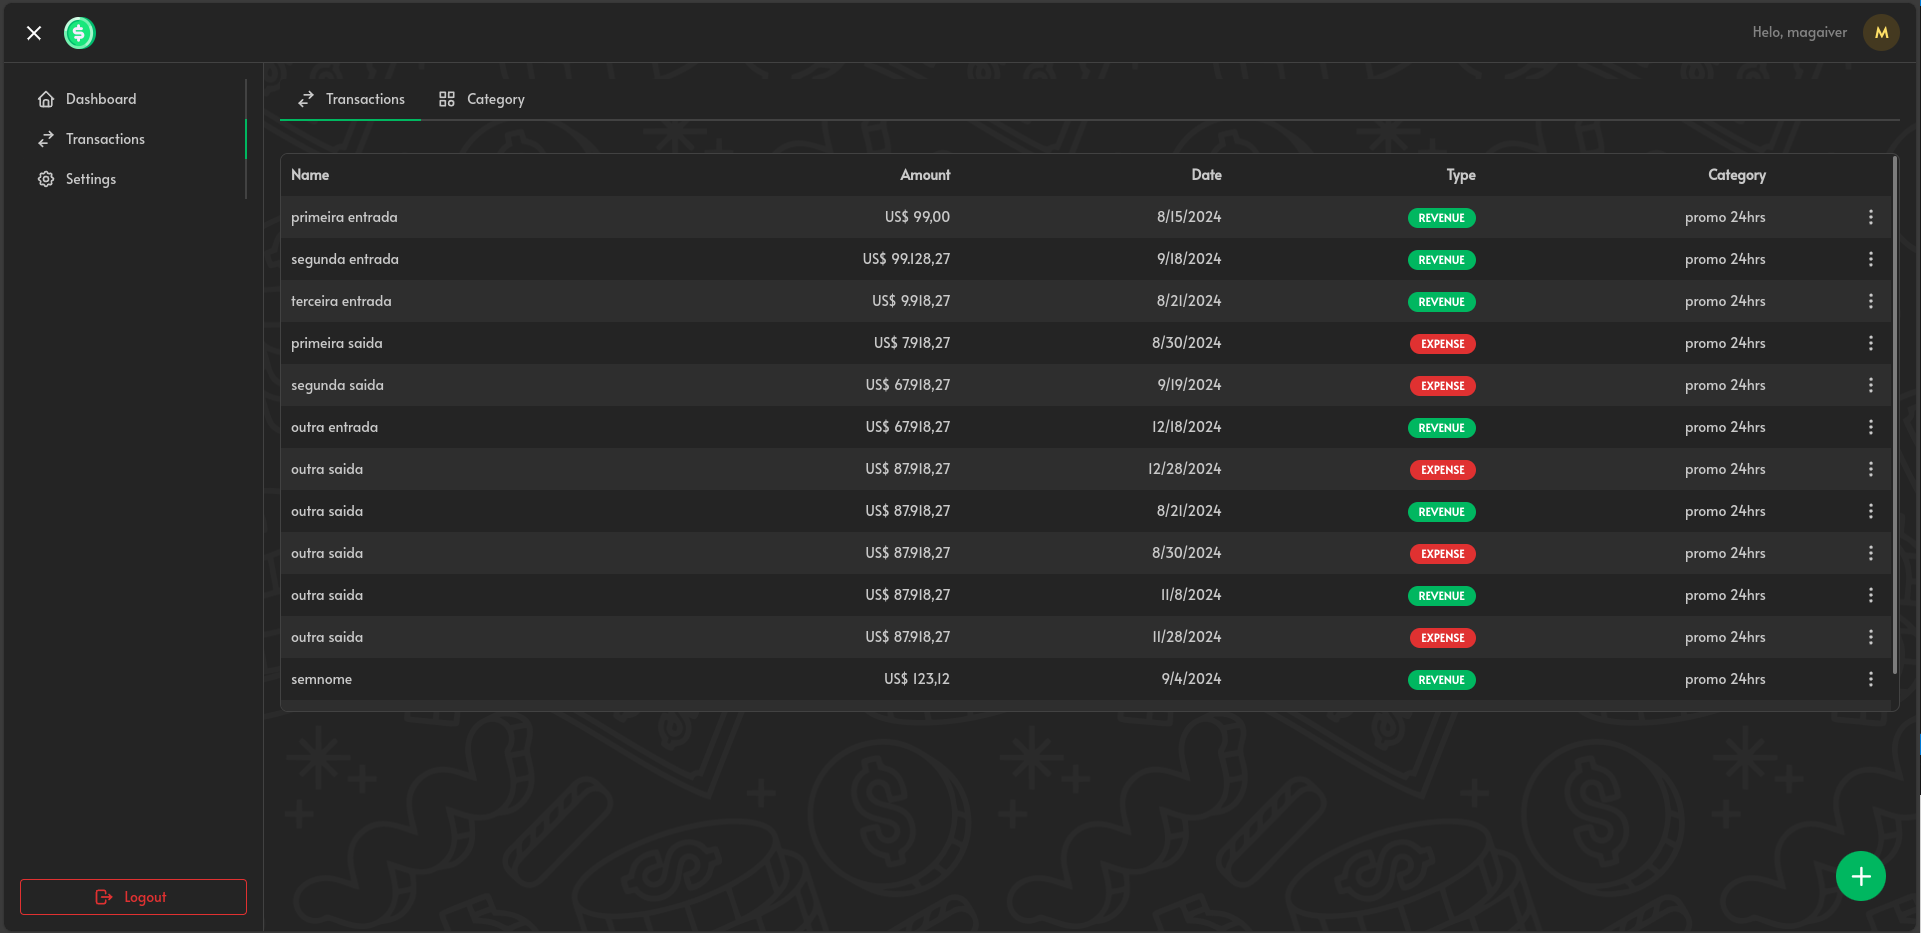 $
Helo, magaiver M
Dashboard
Transactions
Settings
Transactions Category
Name Amount Date Type Category
primeira entrada US$ 99,00 8/15/2024 REVENUE promo 24hrs
segunda entrada US$ 99.128,27 9/18/2024 REVENUE promo 24hrs
terceira entrada US$ 9.918,27 8/21/2024 REVENUE promo 24hrs
primeira saida US$ 7.918,27 8/30/2024 EXPENSE promo 24hrs
segunda saida US$ 67.918,27 9/19/2024 EXPENSE promo 24hrs
outra entrada US$ 67.918,27 12/18/2024 REVENUE promo 24hrs
outra saida US$ 87.918,27 12/28/2024 EXPENSE promo 24hrs
outra saida US$ 87.918,27 8/21/2024 REVENUE promo 24hrs
outra saida US$ 87.918,27 8/30/2024 EXPENSE promo 24hrs
outra saida US$ 87.918,27 11/8/2024 REVENUE promo 24hrs
outra saida US$ 87.918,27 11/28/2024 EXPENSE promo 24hrs
semnome US$ 123,12 9/4/2024 REVENUE promo 24hrs
Logout